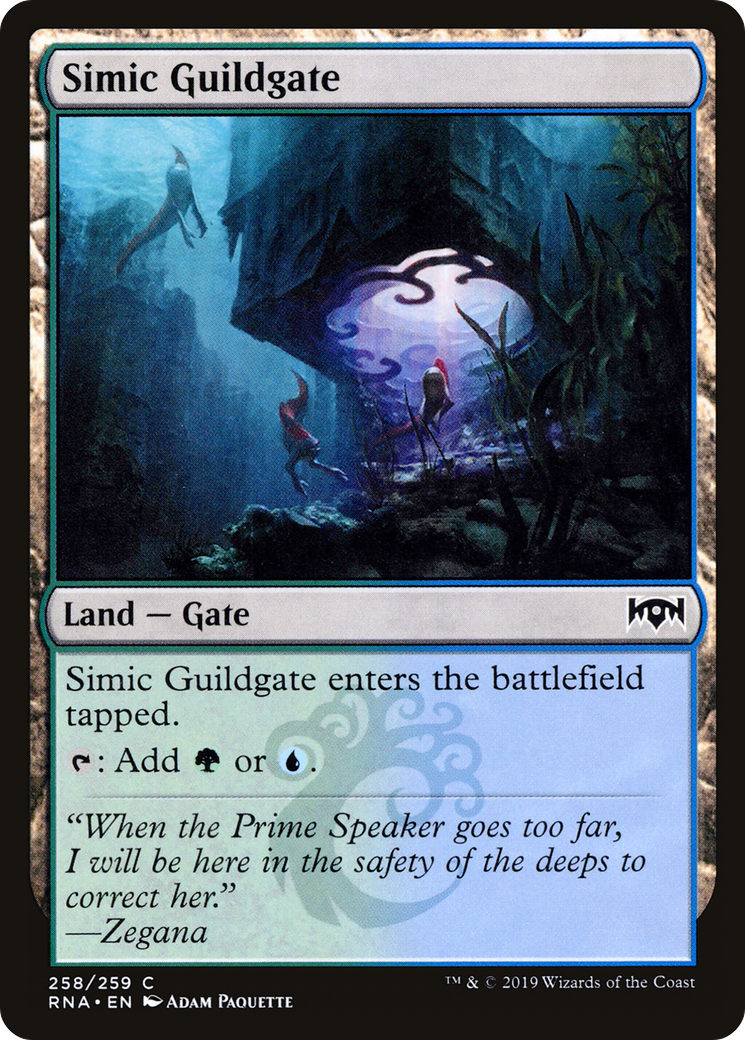 Simic Guildgate
Land — Gate
Simic Guildgate enters the battlefield
tapped.
: Add or .
“When the Prime Speaker goes too far,
I will be here in the safety of the deeps to
correct her.”
—Zegana
258/259 C
RNA • EN Adam Paquette
™ & © 2019 Wizards of the Coast